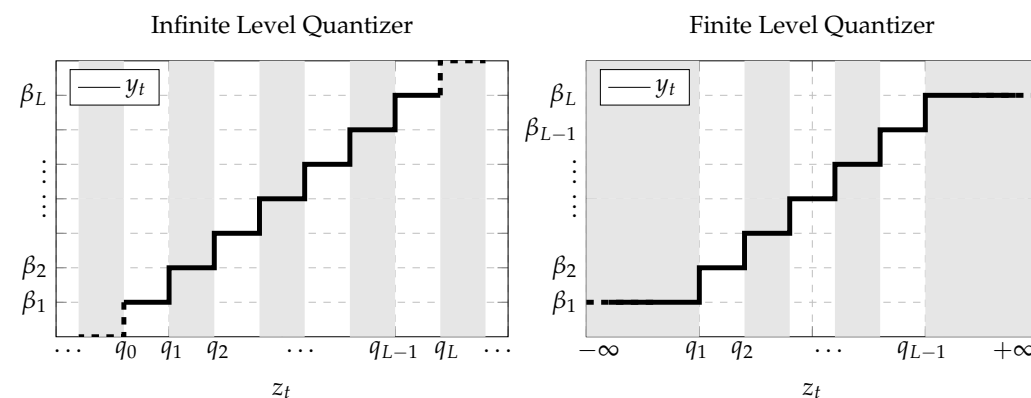 Infinite Level Quantizer
y_t
β_L
⋮
β_2
β_1
⋯ q_0 q_1 q_2 ⋯ q_{L−1} q_L ⋯
z_t
Finite Level Quantizer
y_t
β_L
β_{L−1}
⋮
β_2
β_1
−∞ q_1 q_2 ⋯ q_{L−1} +∞
z_t